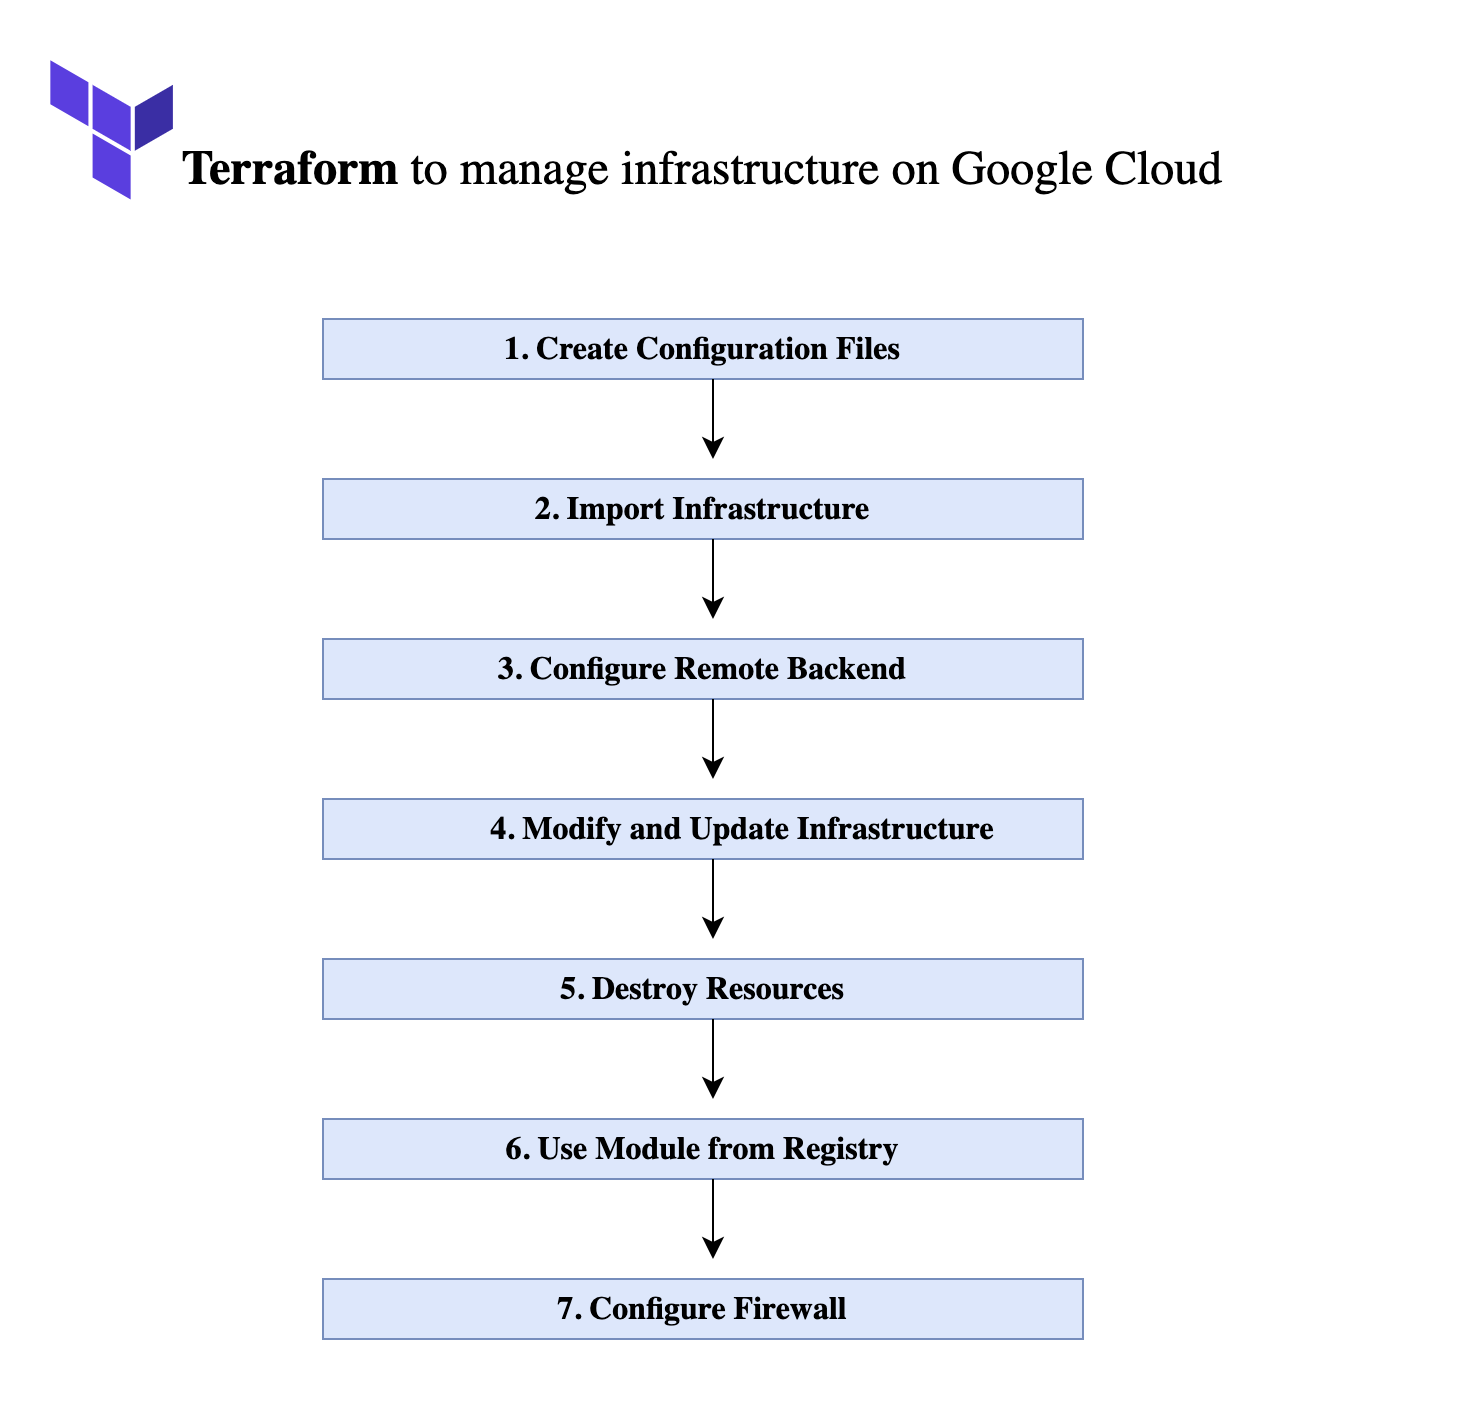 Terraform to manage infrastructure on Google Cloud
1. Create Configuration Files
2. Import Infrastructure
3. Configure Remote Backend
4. Modify and Update Infrastructure
5. Destroy Resources
6. Use Module from Registry
7. Configure Firewall